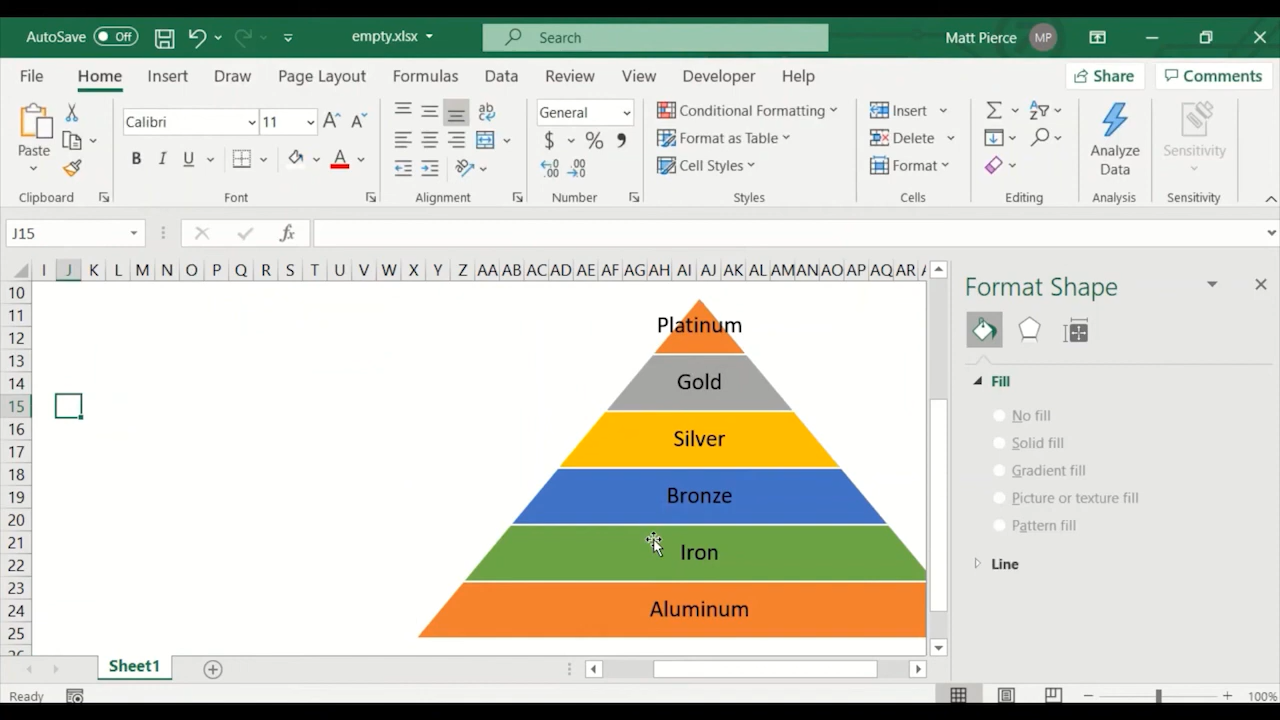 AutoSave Off empty.xlsx Search Matt Pierce MP
File Home Insert Draw Page Layout Formulas Data Review View Developer Help Share Comments
Paste
Clipboard
Calibri 11
B I U A
Font
ab
Alignment
General
$ % ,
Number
Conditional Formatting
Format as Table
Cell Styles
Styles
Insert
Delete
Format
Cells
Editing
Analyze
Data
Analysis
Sensitivity
Sensitivity
J15 fx
I J K L M N O P Q R S T U V W X Y Z AA AB AC AD AE AF AG AH AI AJ AK AL AM AN AO AP AQ AR
10
11
12
13
14
15
16
17
18
19
20
21
22
23
24
25
Platinum
Gold
Silver
Bronze
Iron
Aluminum
Format Shape
Fill
No fill
Solid fill
Gradient fill
Picture or texture fill
Pattern fill
Line
Sheet1
Ready 100%